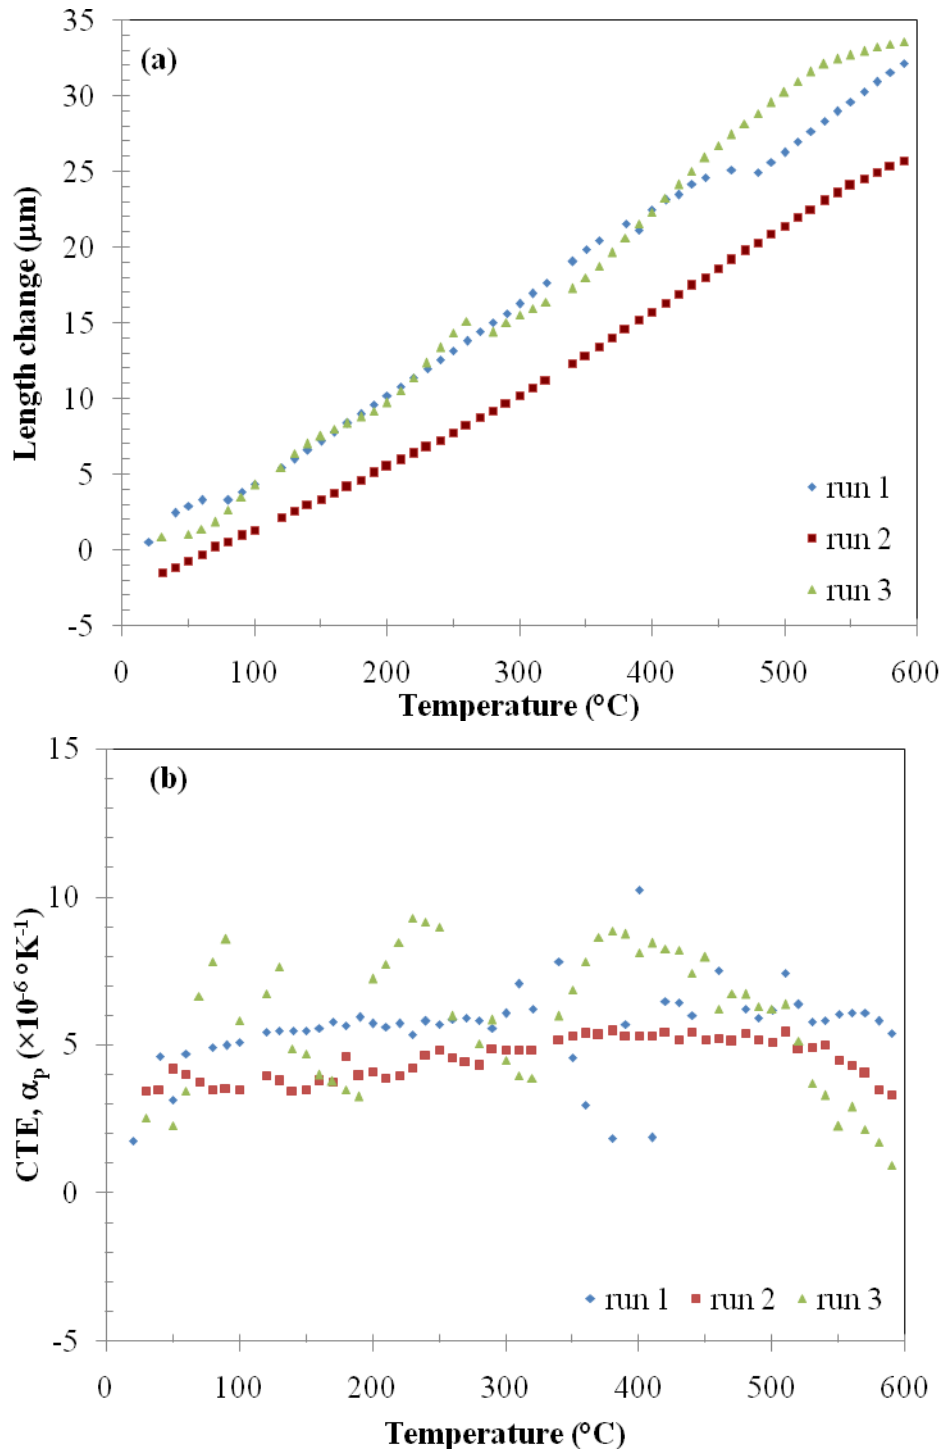 (a)
35
30
25
20
15
10
5
0
-5
Length change (µm)
run 1
run 2
run 3
0 100 200 300 400 500 600
Temperature (°C)
(b)
15
10
5
0
-5
CTE, αp (×10⁻⁶ °K⁻¹)
run 1 run 2 run 3
0 100 200 300 400 500 600
Temperature (°C)